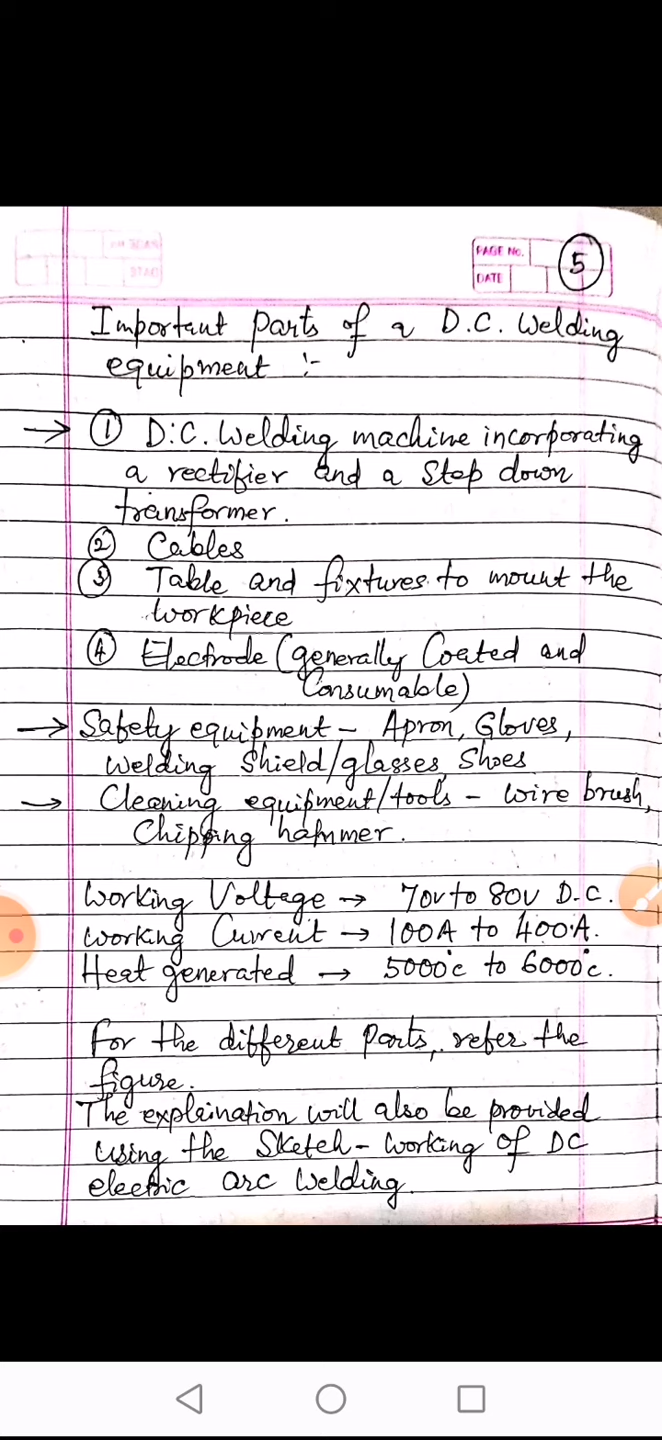 PAGE No.
5
DATE
Important Parts of a D.C. Welding
equipment :-
→ ① D.C. Welding machine incorporating
a rectifier and a Step down
transformer.
② Cables
③ Table and fixtures to mount the
workpiece
④ Electrode (generally Coated and
Consumable)
→ Safety equipment - Apron, Gloves,
Welding Shield/glasses, Shoes
→ Cleaning equipment/tools - wire brush,
Chipping hammer.
Working Voltage → 70V to 80V D.C.
Working Current → 100A to 400A.
Heat generated → 5000°c to 6000°c.
For the different Parts, refer the
figure.
The explaination will also be provided
using the Sketch - Working of DC
electric arc Welding.